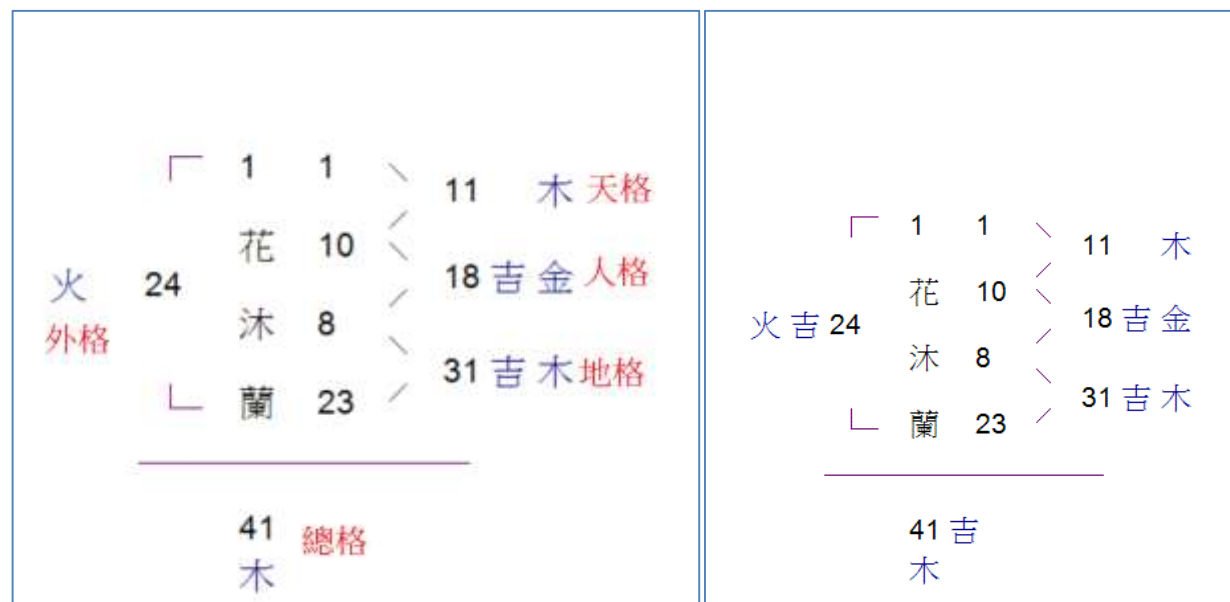 1 1
11 木 天格
花 10
火 24
18 吉 金 人格
外格
沐 8
31 吉 木 地格
蘭 23
41 總格
木
1 1
11 木
花 10
火 吉 24
18 吉 金
沐 8
31 吉 木
蘭 23
41 吉
木